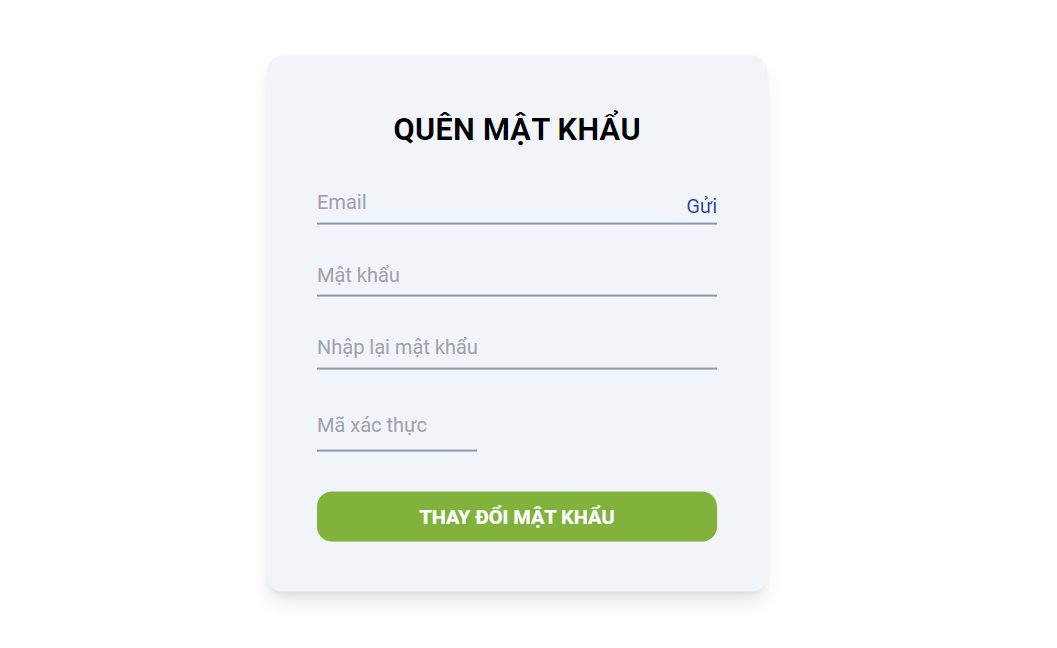 QUÊN MẬT KHẨU
Email
Gửi
Mật khẩu
Nhập lại mật khẩu
Mã xác thực
THAY ĐỔI MẬT KHẨU